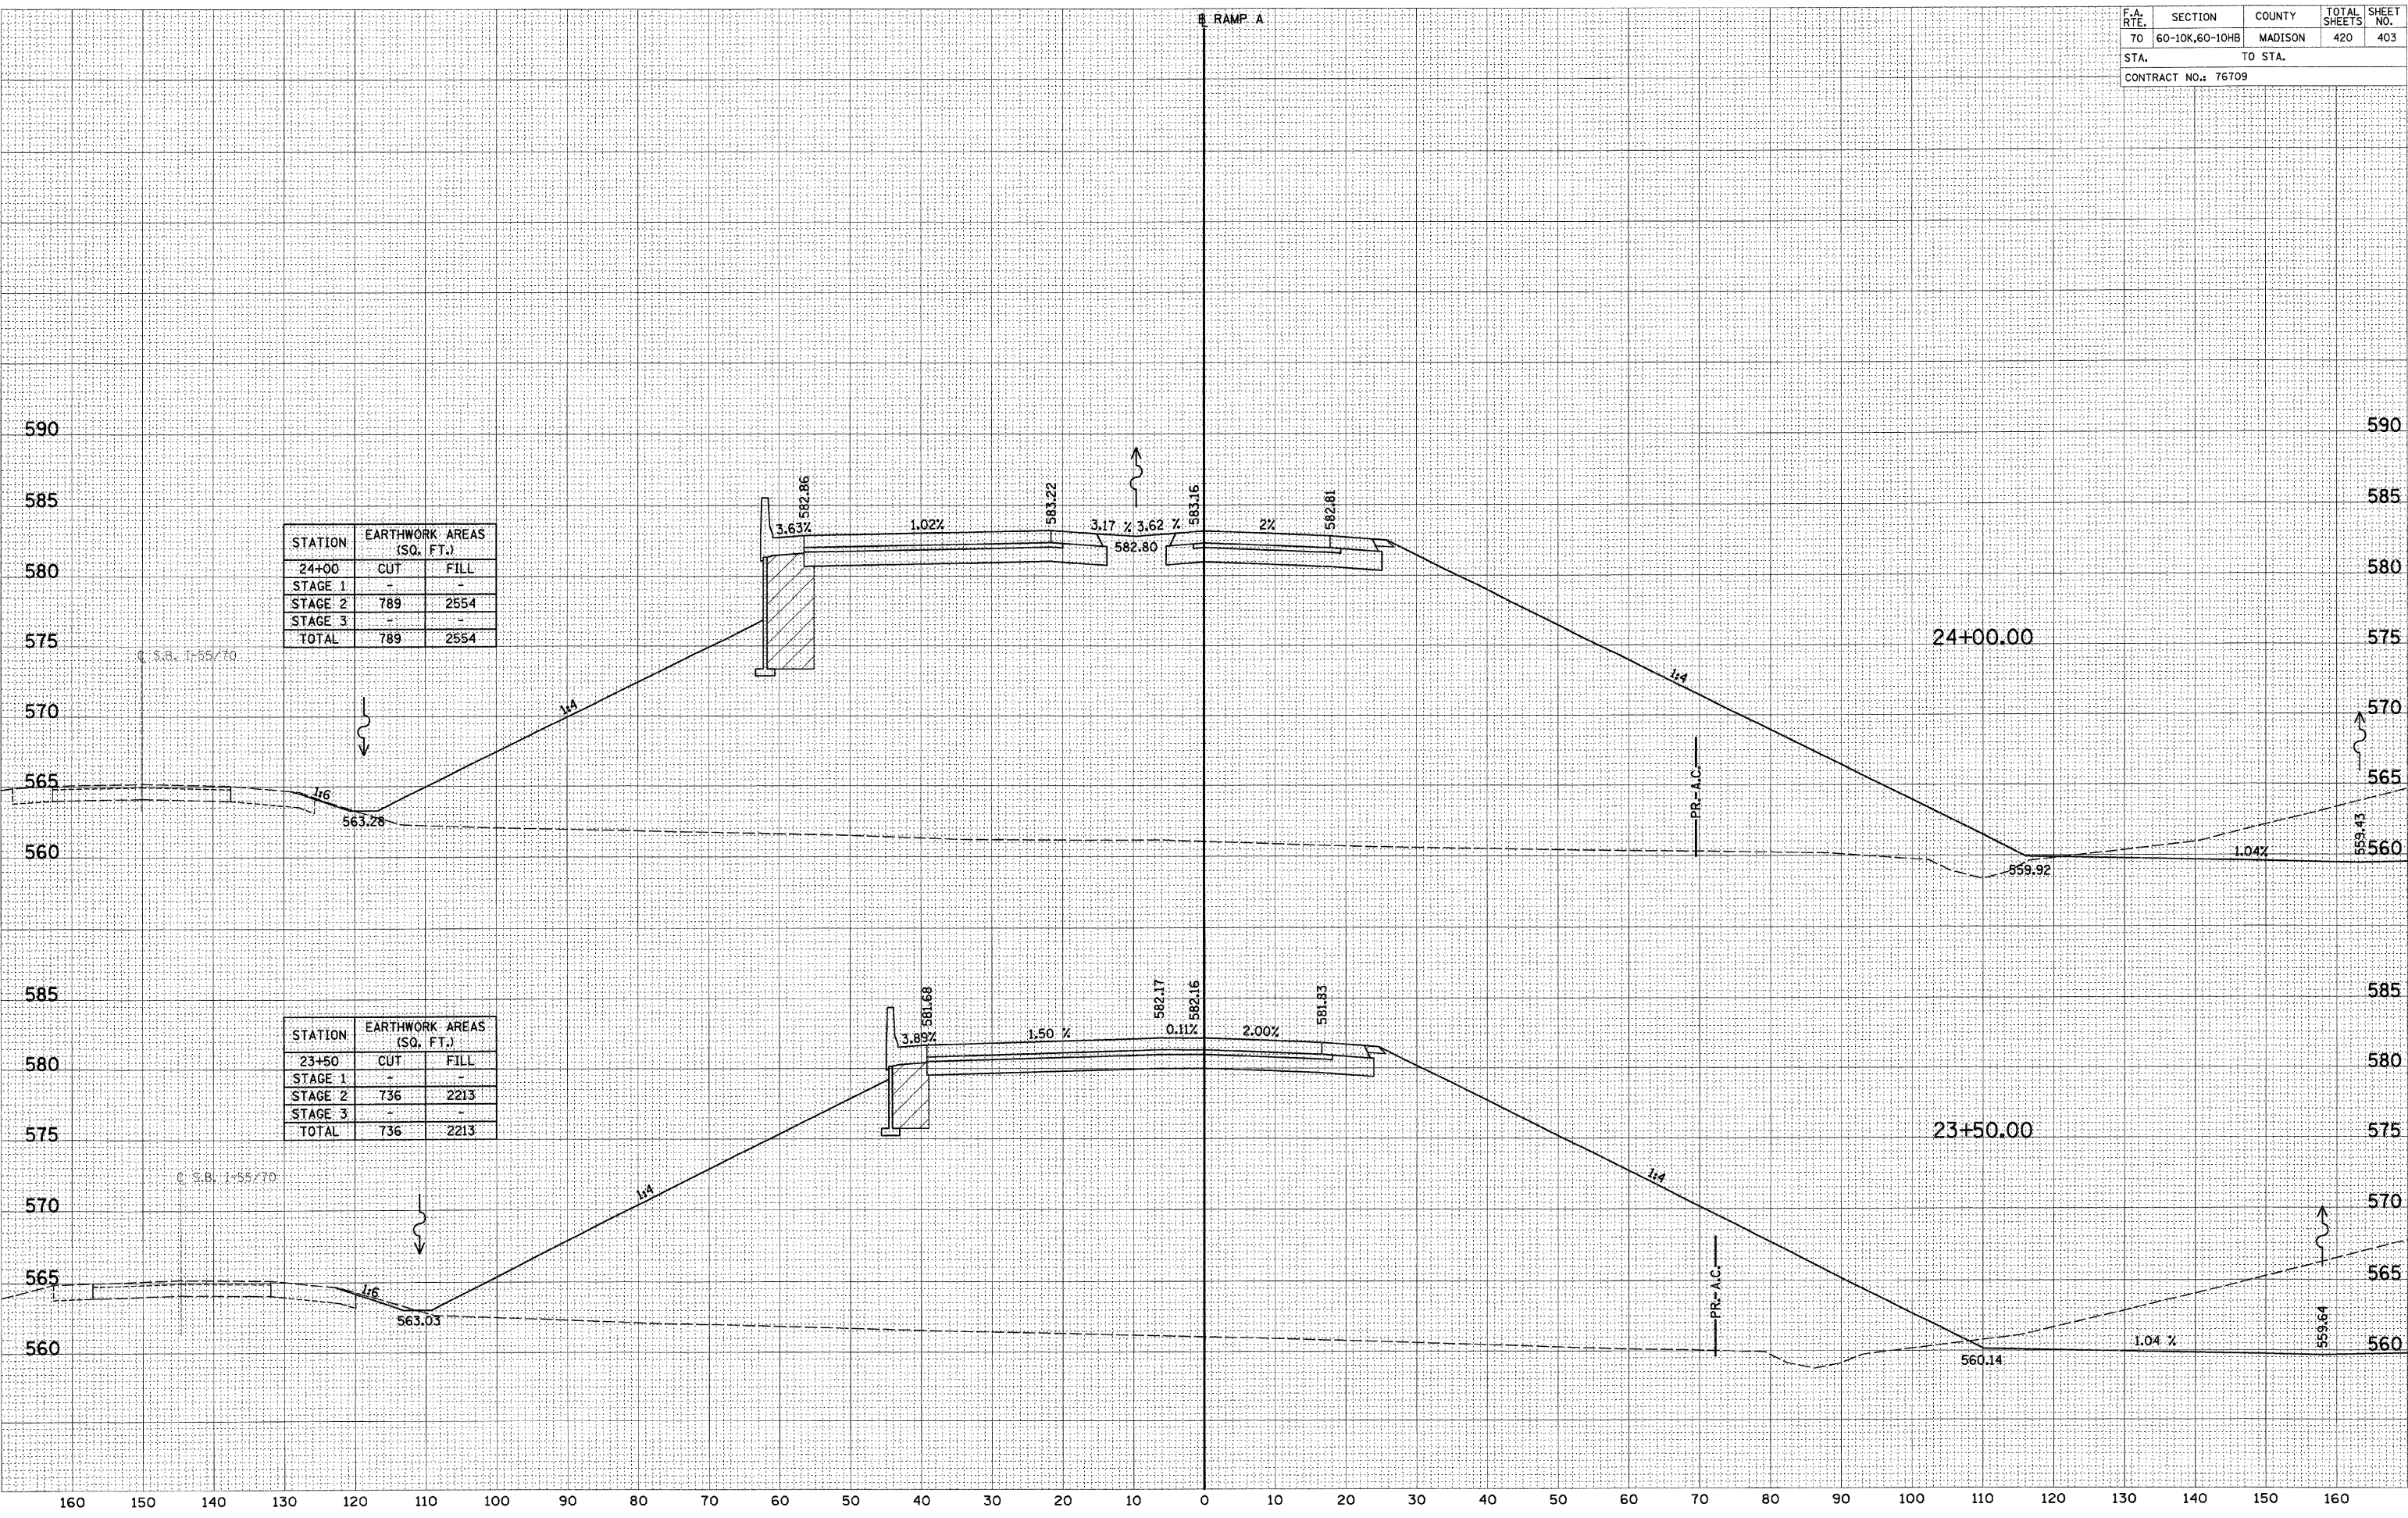 ℄ RAMP A
F.A. RTE. SECTION COUNTY TOTAL SHEETS SHEET NO.
70 60-10K,60-10HB MADISON 420 403
STA. TO STA.
CONTRACT NO.: 76709
590 590
585 585
580 580
575 575
570 570
565 565
560 560
582.86 583.22 583.16 582.81
3.63% 1.02% 3.17 % 3.62 % 2%
582.80
STATION EARTHWORK AREAS (SQ. FT.)
24+00 CUT FILL
STAGE 1 - -
STAGE 2 789 2554
STAGE 3 - -
TOTAL 789 2554
24+00.00
℄ S.B. I-55/70
1:4
1:4
1:6
563.28
PR.-A.C.
559.92
1.04%
559.43
585 585
580 580
575 575
570 570
565 565
560 560
581.68 582.17 582.16 581.83
3.89% 1.50 % 0.11% 2.00%
STATION EARTHWORK AREAS (SQ. FT.)
23+50 CUT FILL
STAGE 1 - -
STAGE 2 736 2213
STAGE 3 - -
TOTAL 736 2213
23+50.00
℄ S.B. I-55/70
1:4
1:4
1:6
563.03
PR.-A.C.
560.14
1.04 %
559.64
160 150 140 130 120 110 100 90 80 70 60 50 40 30 20 10 0 10 20 30 40 50 60 70 80 90 100 110 120 130 140 150 160